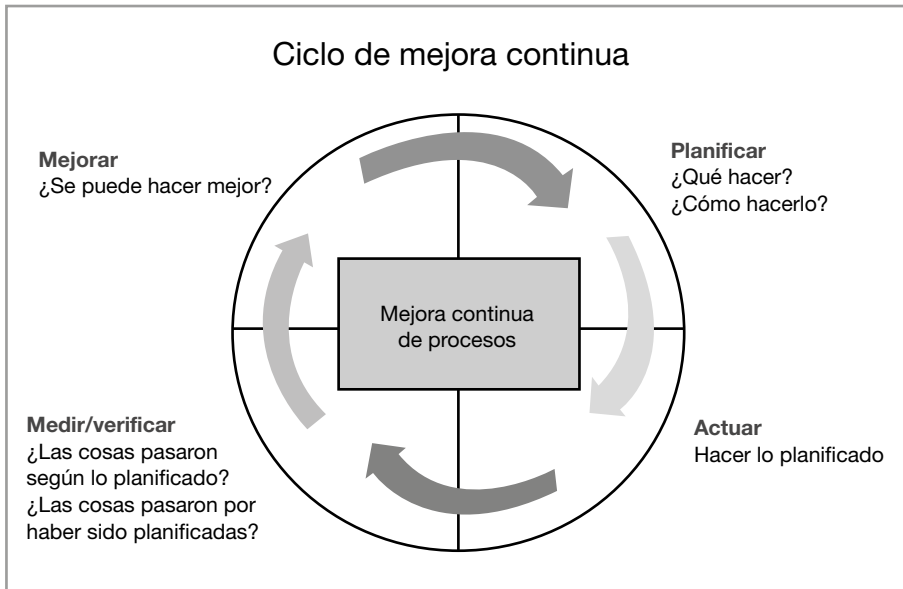 Ciclo de mejora continua
Mejorar
¿Se puede hacer mejor?
Planificar
¿Qué hacer?
¿Cómo hacerlo?
Mejora continua
de procesos
Medir/verificar
¿Las cosas pasaron
según lo planificado?
¿Las cosas pasaron por
haber sido planificadas?
Actuar
Hacer lo planificado